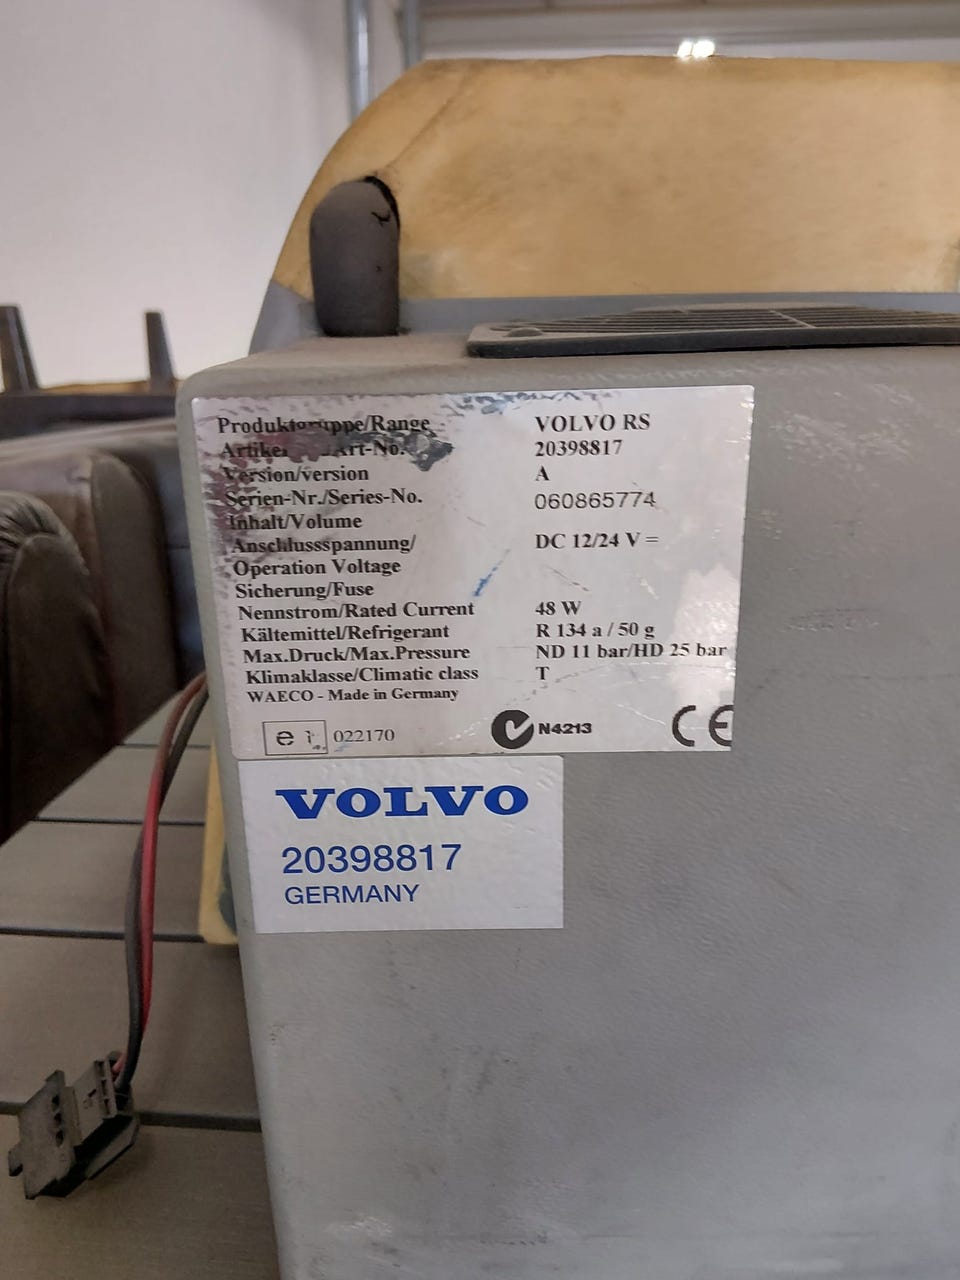 Produktgruppe/Range VOLVO RS
Art-No. 20398817
Version/version A
Serien-Nr./Series-No. 060865774
Inhalt/Volume
Anschlussspannung/ DC 12/24 V =
Operation Voltage
Sicherung/Fuse
Nennstrom/Rated Current 48 W
Kältemittel/Refrigerant R 134 a / 50 g
Max.Druck/Max.Pressure ND 11 bar/HD 25 bar
Klimaklasse/Climatic class T
WAECO - Made in Germany
e 022170 N4213 CE
VOLVO
20398817
GERMANY